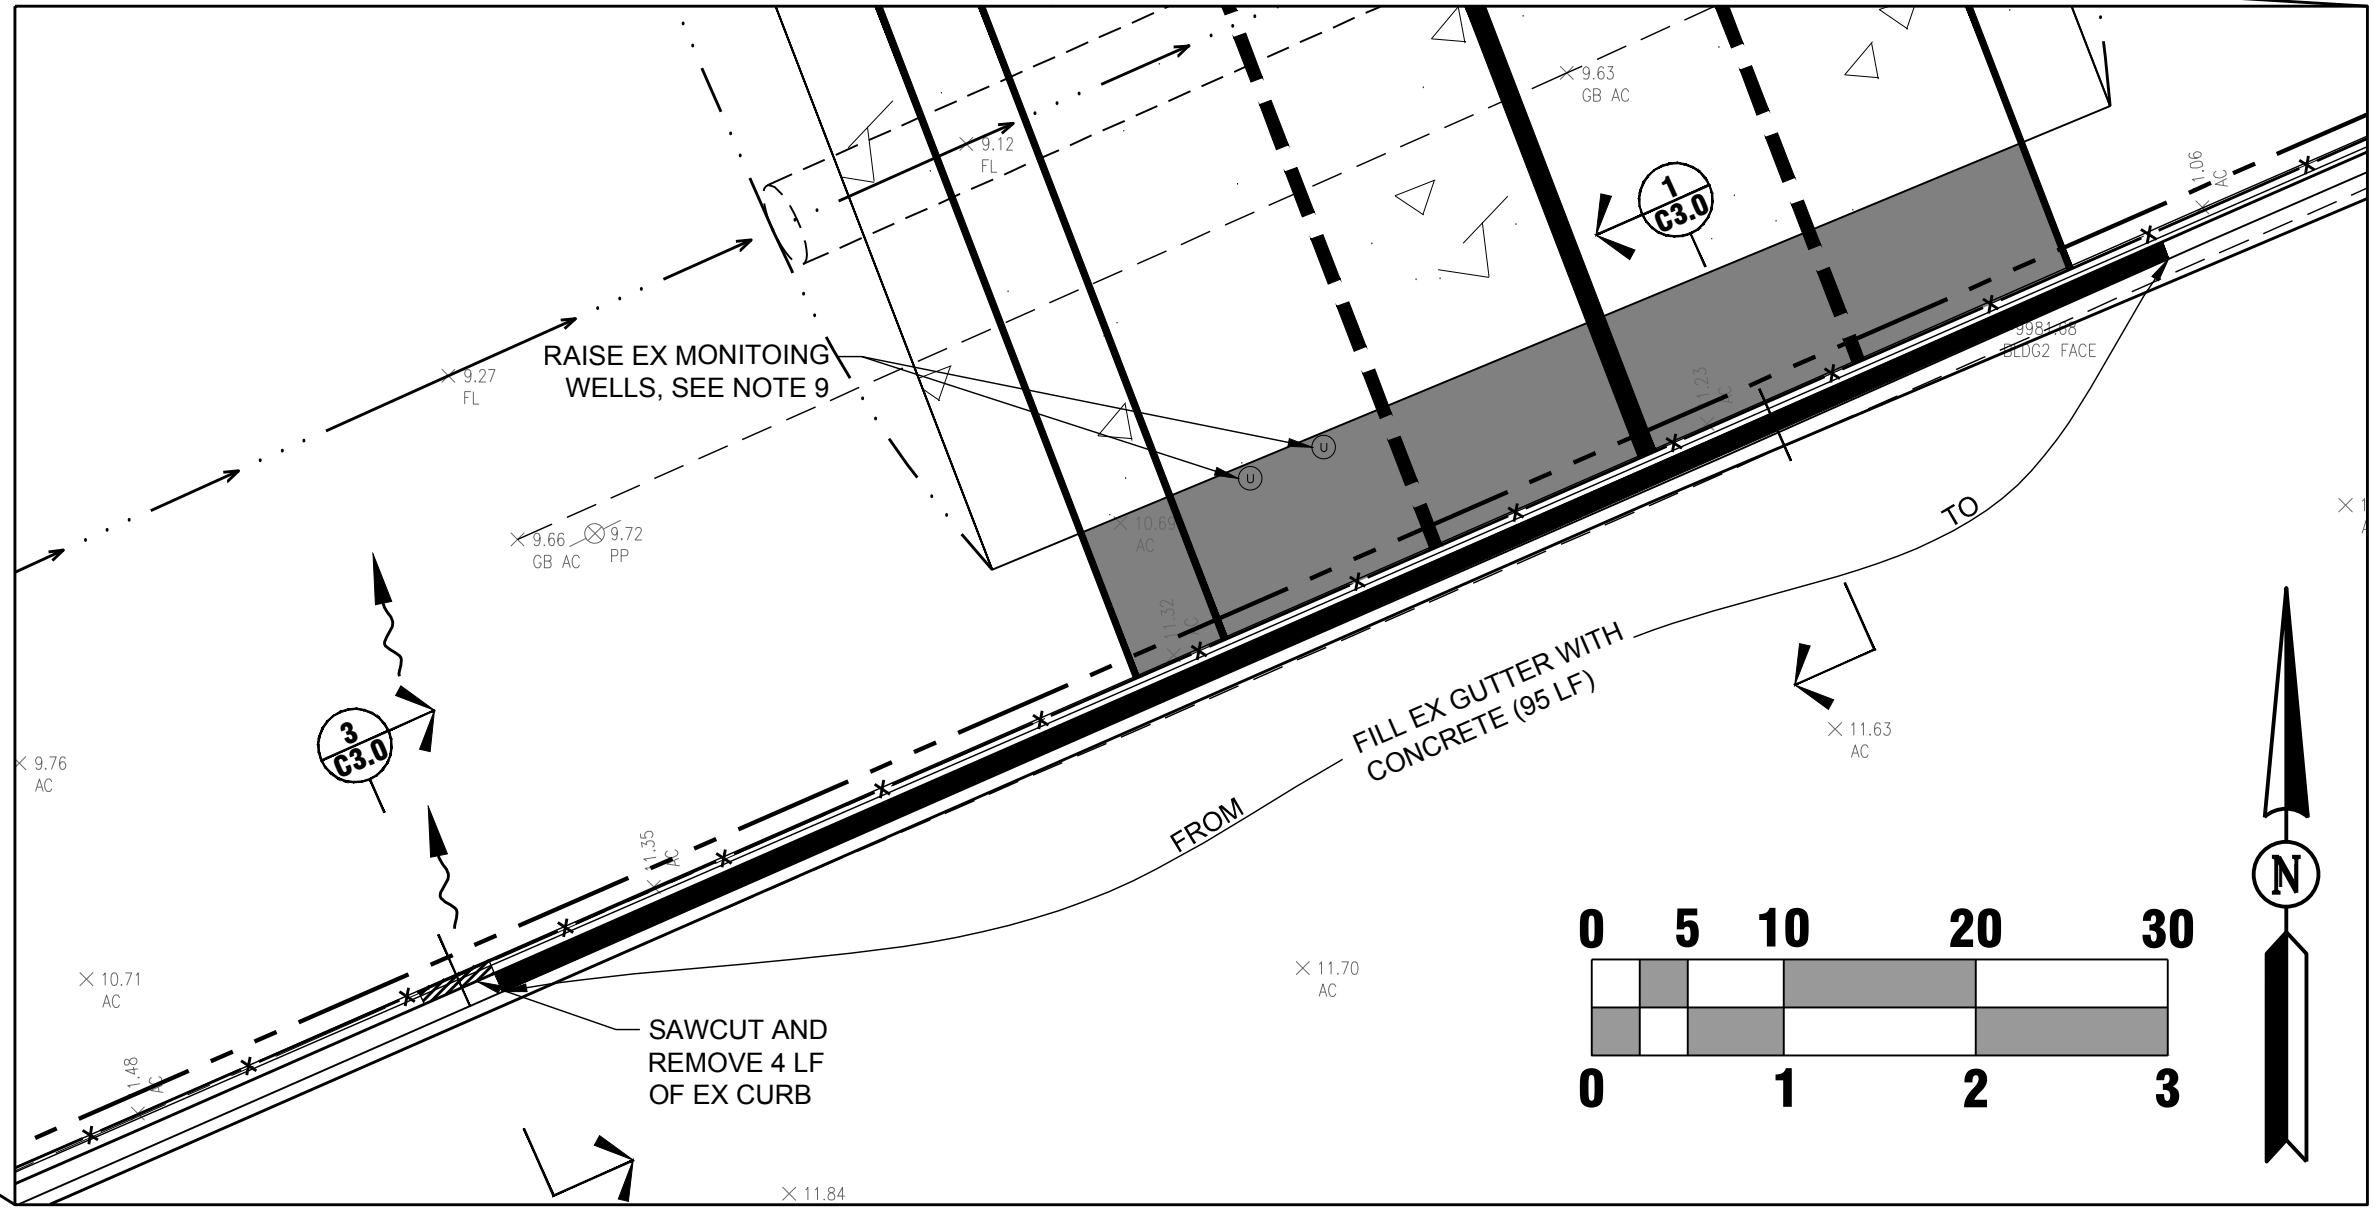 9.63
GB AC
9.12
FL
1
C3.0
1.06
AC
RAISE EX MONITOING
WELLS, SEE NOTE 9
9.27
FL
9981.68
BLDG2 FACE
1.23
AC
U
U
10.69
AC
9.66
GB AC
9.72
PP
TO
11.32
AC
FILL EX GUTTER WITH
CONCRETE (95 LF)
3
C3.0
11.63
AC
9.76
AC
FROM
1.35
AC
N
0 5 10 20 30
0 1 2 3
11.70
AC
10.71
AC
SAWCUT AND
REMOVE 4 LF
OF EX CURB
1.48
AC
11.84